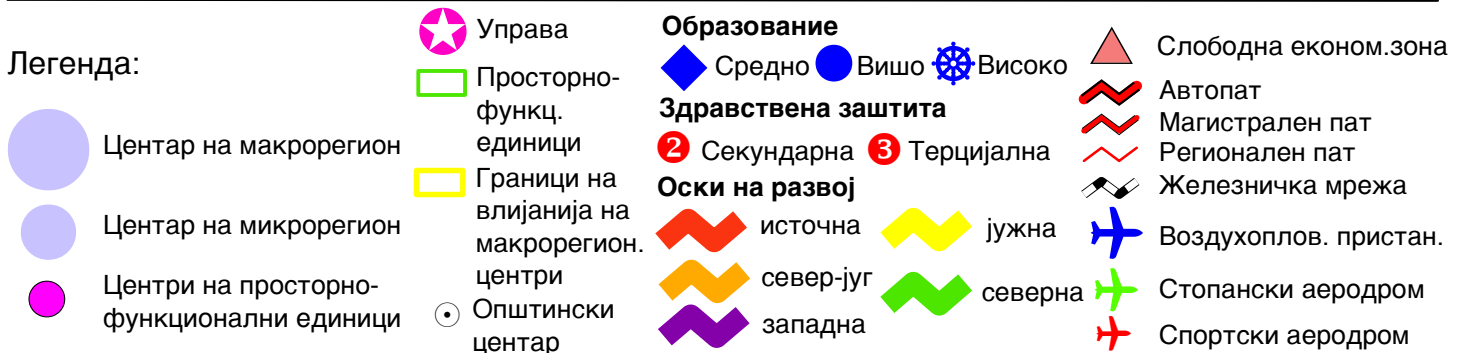 Легенда:
Центар на макрорегион
Центар на микрорегион
Центри на просторно-
функционални единици
Управа
Просторно-
функц.
единици
Граници на
влијанија на
макрорегион.
центри
Општински
центар
Образование
Средно Вишо Високо
Здравствена заштита
2 Секундарна 3 Терцијална
Оски на развој
источна јужна
север-југ северна
западна
Слободна економ.зона
Автопат
Магистрален пат
Регионален пат
Железничка мрежа
Воздухоплов. пристан.
Стопански аеродром
Спортски аеродром